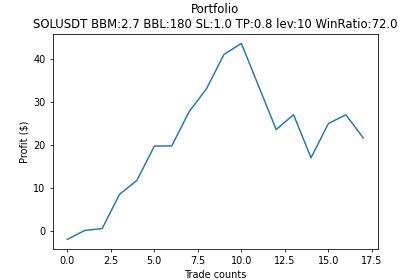 Portfolio
SOLUSDT BBM:2.7 BBL:180 SL:1.0 TP:0.8 lev:10 WinRatio:72.0
40
30
20
10
0
Profit ($)
0.0 2.5 5.0 7.5 10.0 12.5 15.0 17.5
Trade counts